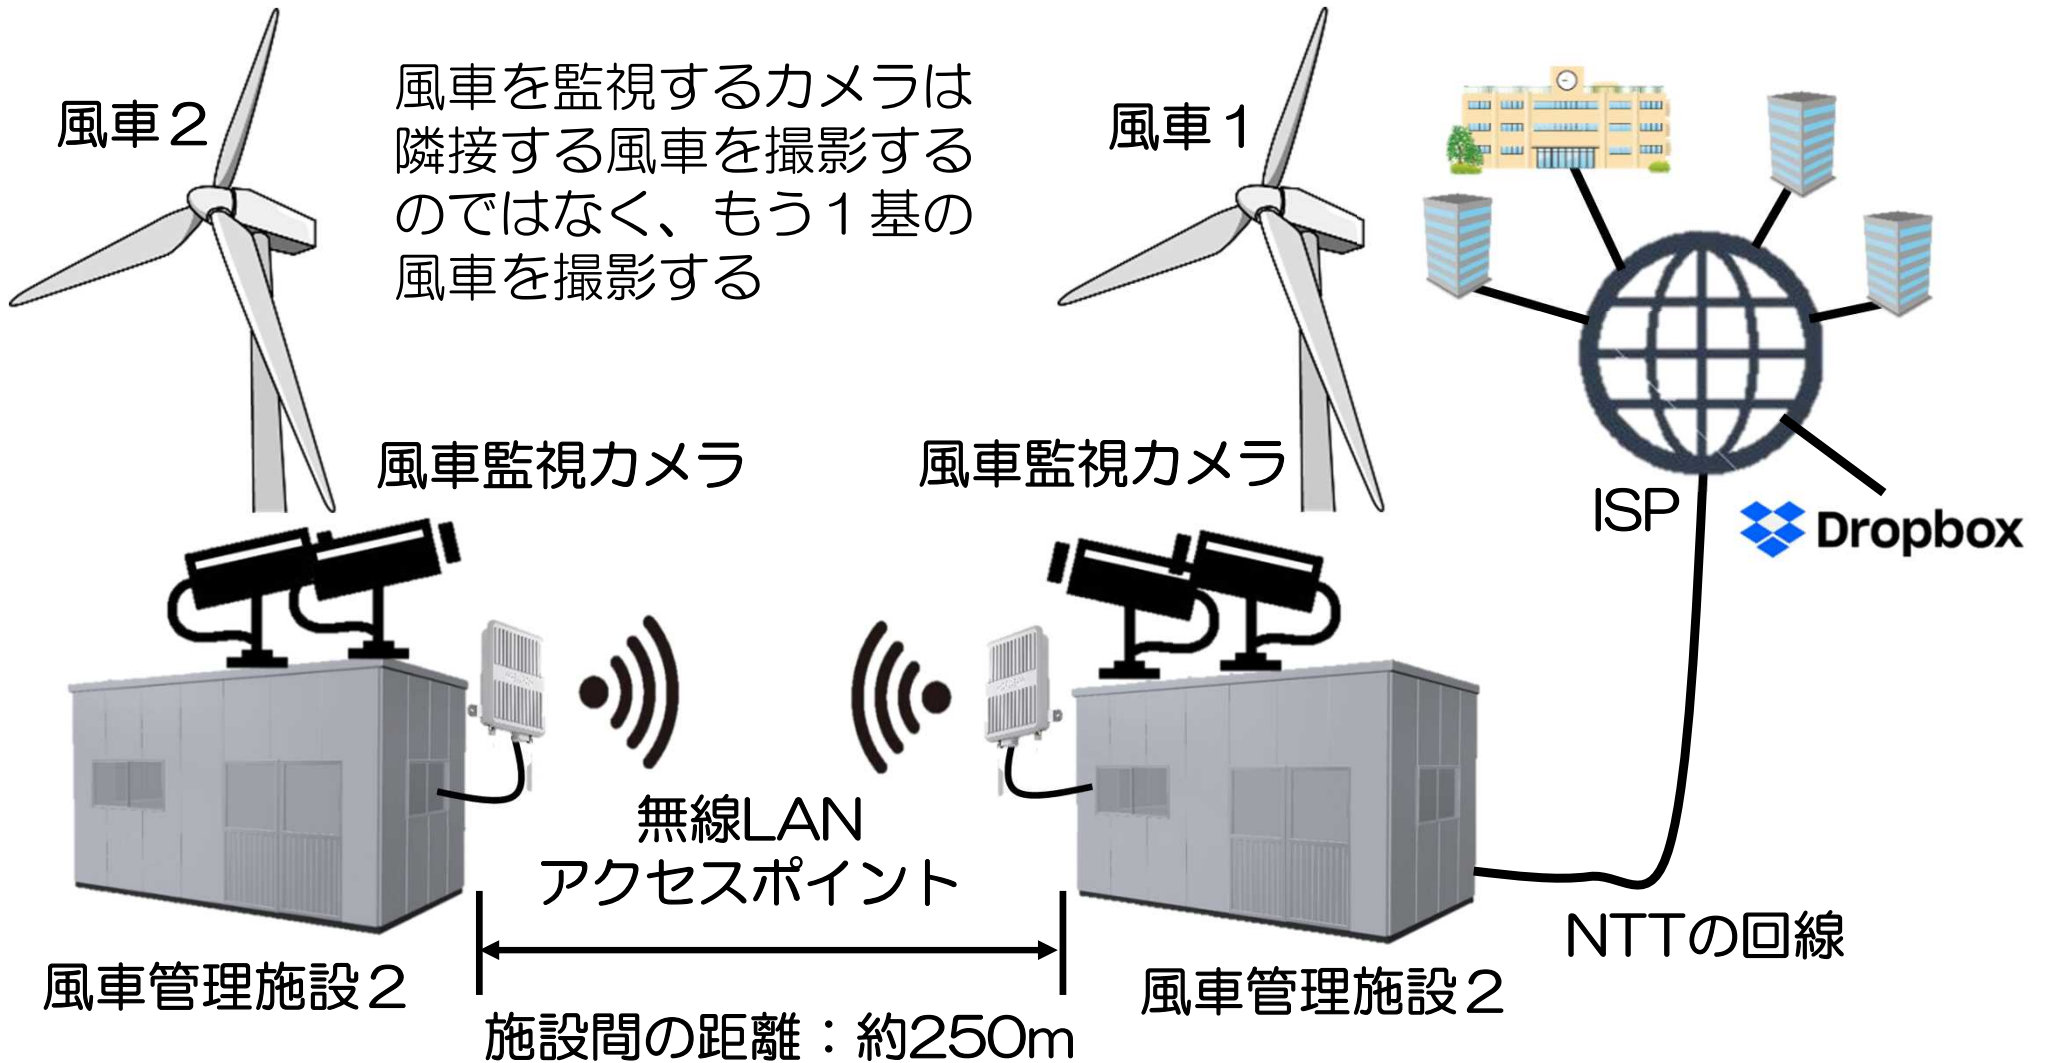 風車２
風車を監視するカメラは
隣接する風車を撮影する
のではなく、もう１基の
風車を撮影する
風車１
風車監視カメラ
風車監視カメラ
ISP
Dropbox
無線LAN
アクセスポイント
NTTの回線
風車管理施設２
風車管理施設２
施設間の距離：約250m